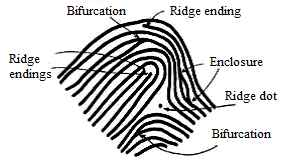 Bifurcation
Ridge ending
Ridge
endings
Enclosure
Ridge dot
Bifurcation